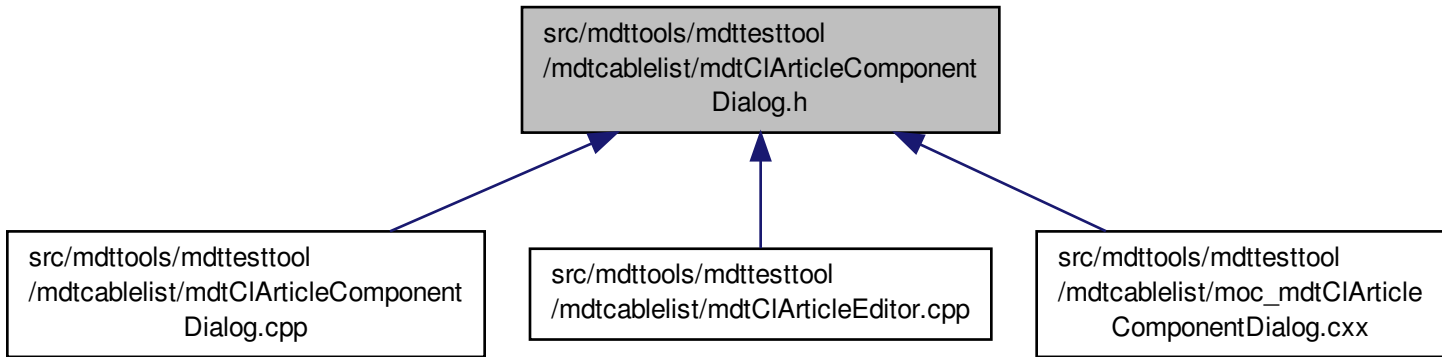 src/mdttools/mdttesttool
/mdtcablelist/mdtClArticleComponent
Dialog.h
src/mdttools/mdttesttool
/mdtcablelist/mdtClArticleComponent
Dialog.cpp
src/mdttools/mdttesttool
/mdtcablelist/mdtClArticleEditor.cpp
src/mdttools/mdttesttool
/mdtcablelist/moc_mdtClArticle
ComponentDialog.cxx